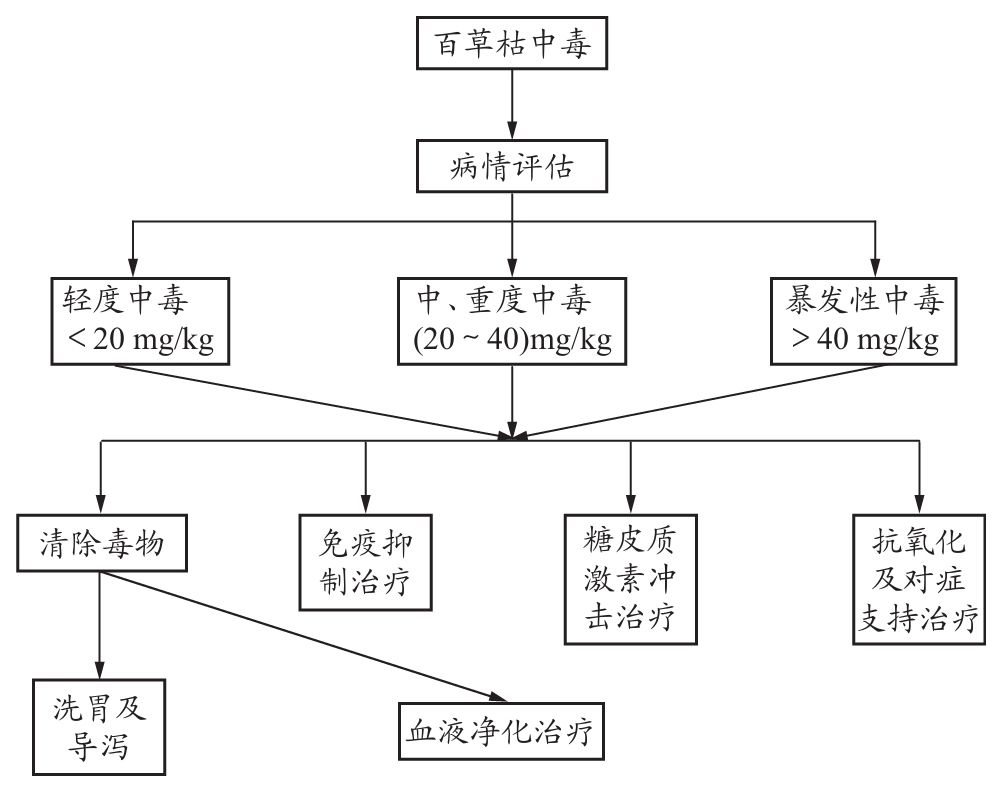 百草枯中毒
病情评估
轻度中毒
< 20 mg/kg
中、重度中毒
(20 ~ 40)mg/kg
暴发性中毒
> 40 mg/kg
清除毒物
免疫抑
制治疗
糖皮质
激素冲
击治疗
抗氧化
及对症
支持治疗
洗胃及
导泻
血液净化治疗